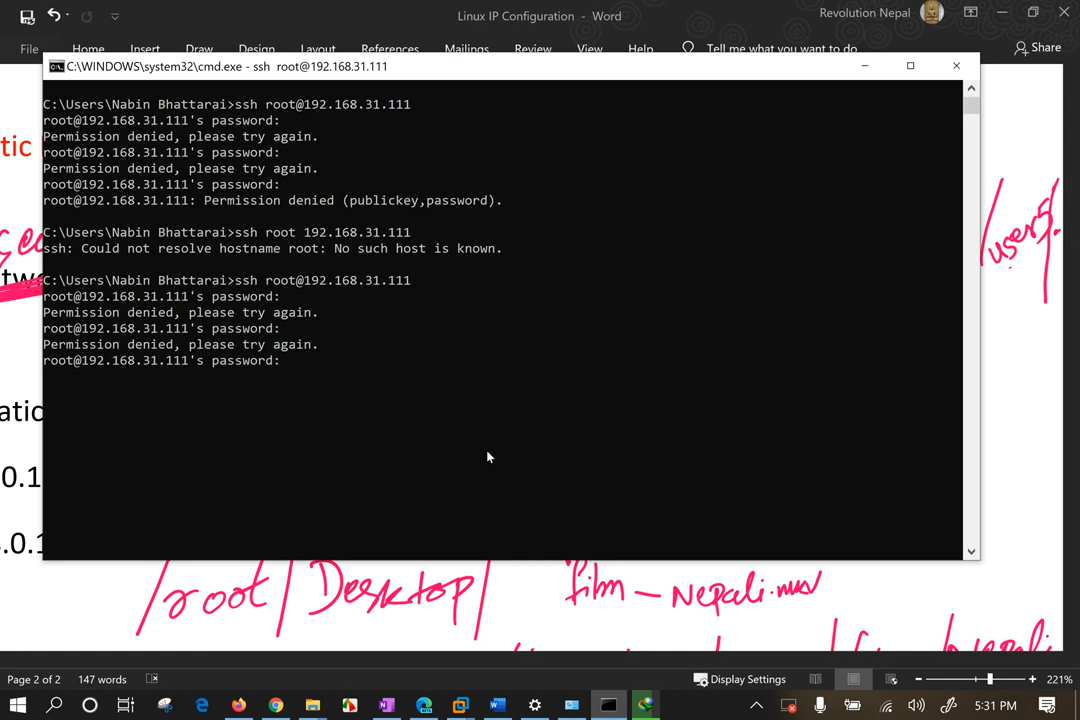 Linux IP Configuration - Word
Revolution Nepal
File Home Insert Draw Design Layout References Mailings Review View Help Tell me what you want to do Share
C:\WINDOWS\system32\cmd.exe - ssh root@192.168.31.111
C:\Users\Nabin Bhattarai>ssh root@192.168.31.111
root@192.168.31.111's password:
Permission denied, please try again.
root@192.168.31.111's password:
Permission denied, please try again.
root@192.168.31.111's password:
root@192.168.31.111: Permission denied (publickey,password).
C:\Users\Nabin Bhattarai>ssh root 192.168.31.111
ssh: Could not resolve hostname root: No such host is known.
C:\Users\Nabin Bhattarai>ssh root@192.168.31.111
root@192.168.31.111's password:
Permission denied, please try again.
root@192.168.31.111's password:
Permission denied, please try again.
root@192.168.31.111's password:
tic
/users/.
atic
0.1
.0.1
/root/Desktop/ film-nepali.mkv
Page 2 of 2 147 words Display Settings 221%
5:31 PM